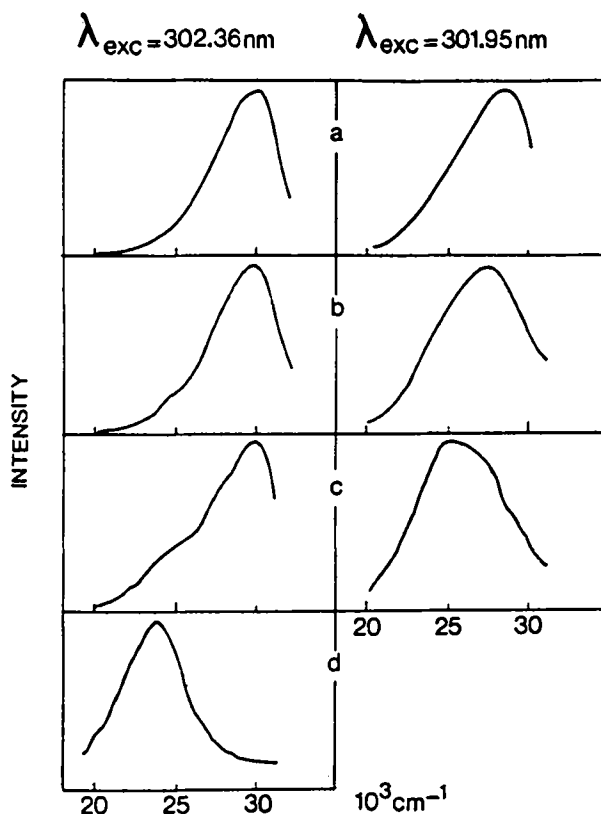 λexc=302.36nm λexc=301.95nm
a
b
INTENSITY
c
20 25 30
d
20 25 30 10³cm⁻¹